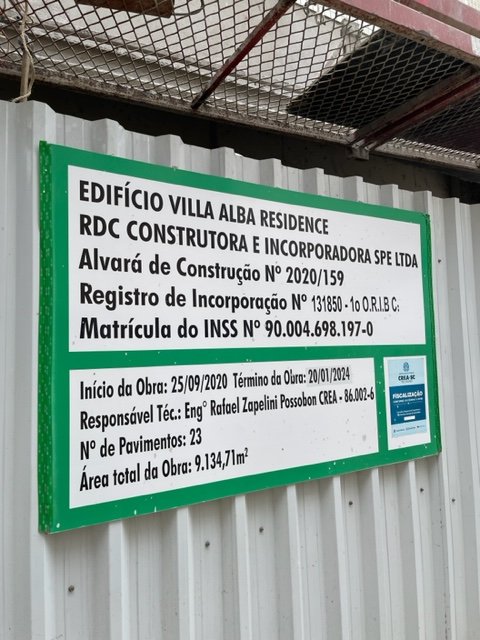 EDIFÍCIO VILLA ALBA RESIDENCE
RDC CONSTRUTORA E INCORPORADORA SPE LTDA
Alvará de Construção Nº 2020/159
Registro de Incorporação Nº 131850 - 1o O.R.I.B C:
Matrícula do INSS Nº 90.004.698.197-0
Início da Obra: 25/09/2020 Término da Obra: 20/01/2024
Responsável Téc.: Eng° Rafael Zapelini Possobon CREA - 86.002-6
Nº de Pavimentos: 23
Área total da Obra: 9.134,71m²
CREA-SC
FISCALIZAÇÃO